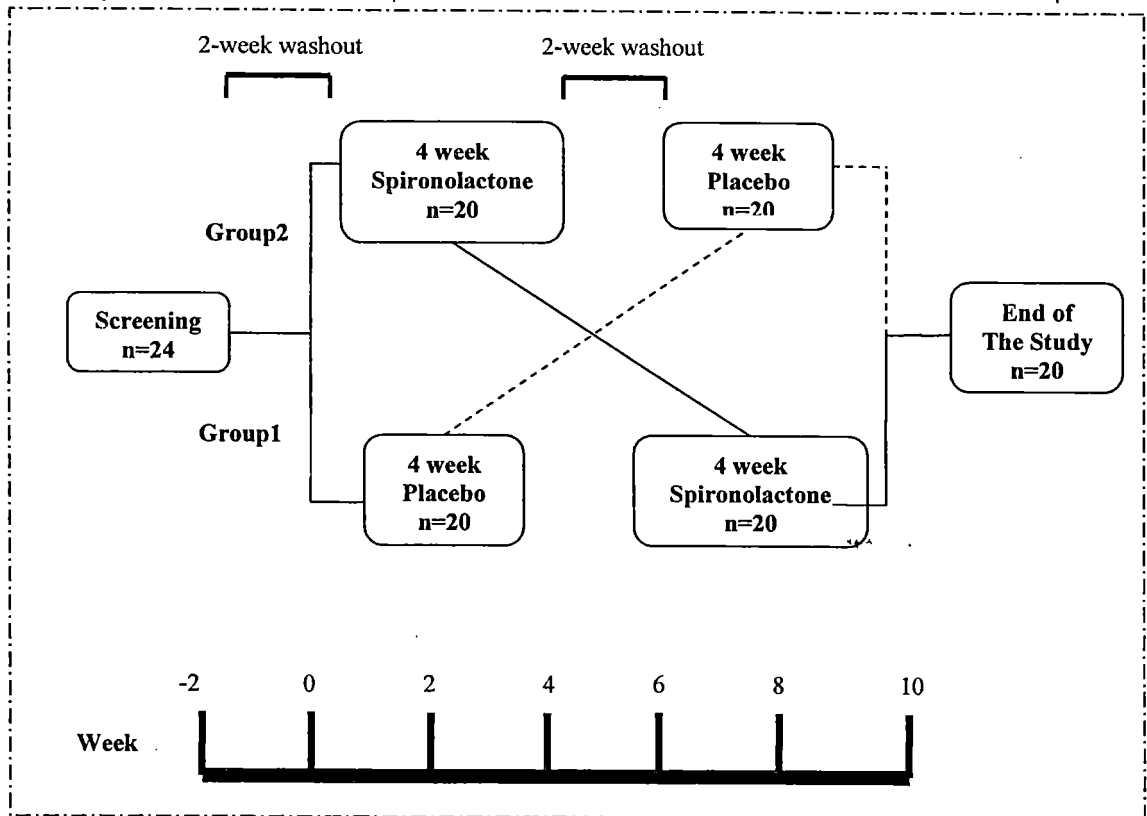 2-week washout
2-week washout
4 week
Spironolactone
n=20
4 week
Placebo
n=20
Group2
Screening
n=24
End of
The Study
n=20
Group1
4 week
Placebo
n=20
4 week
Spironolactone
n=20
-2 0 2 4 6 8 10
Week